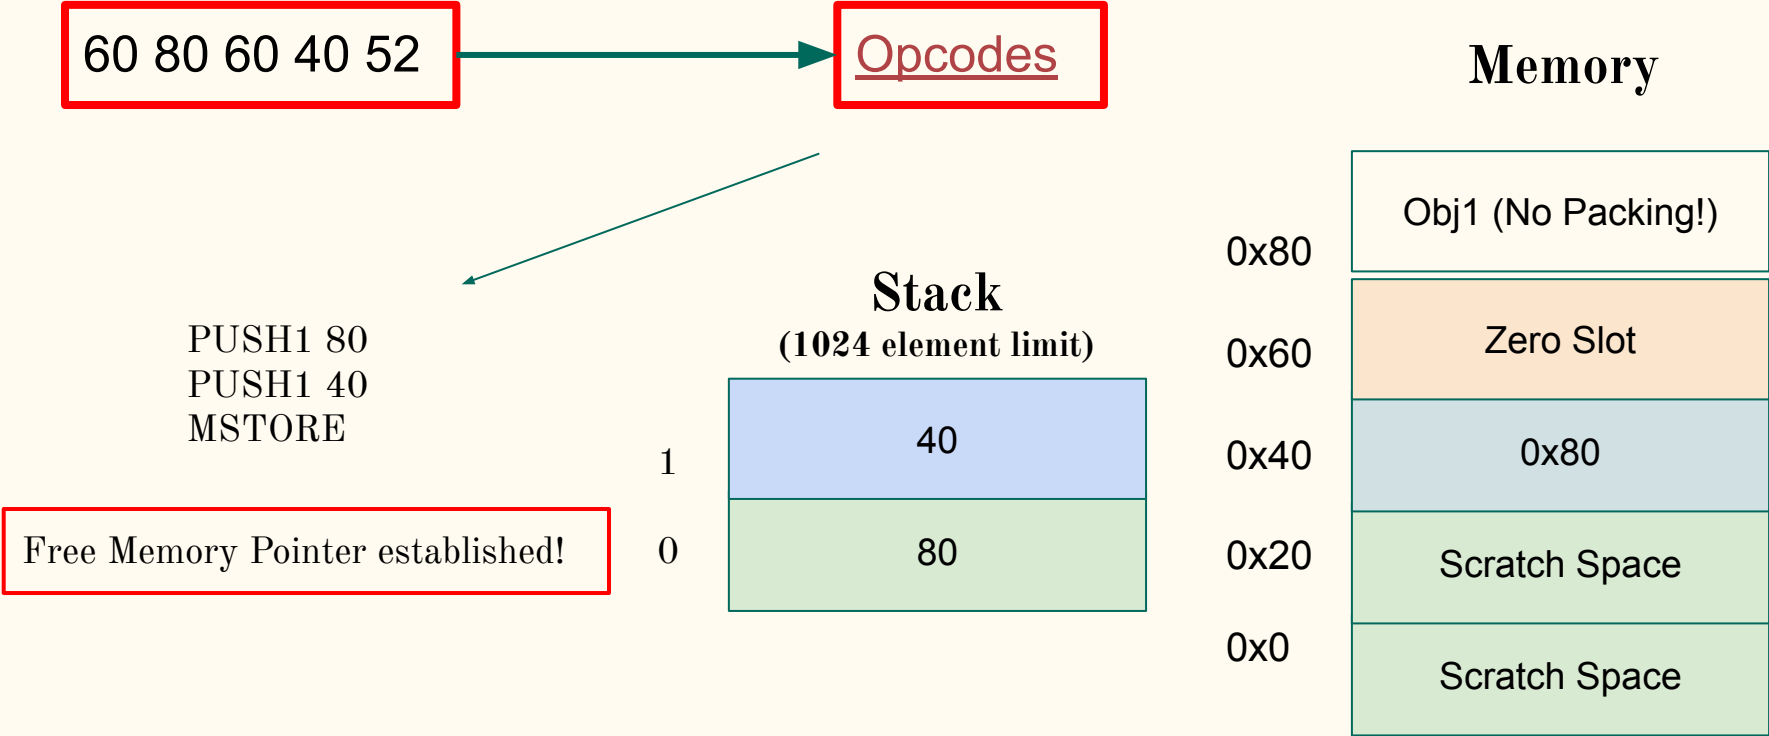 60 80 60 40 52
Opcodes
PUSH1 80
PUSH1 40
MSTORE
Free Memory Pointer established!
Stack
(1024 element limit)
1
40
0
80
Memory
0x80
Obj1 (No Packing!)
0x60
Zero Slot
0x40
0x80
0x20
Scratch Space
0x0
Scratch Space